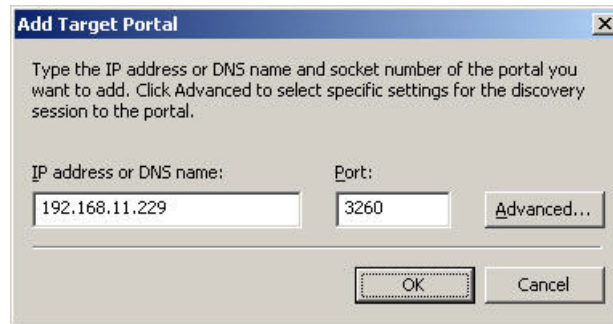 Add Target Portal
Type the IP address or DNS name and socket number of the portal you
want to add. Click Advanced to select specific settings for the discovery
session to the portal.
IP address or DNS name: Port:
192.168.11.229 3260 Advanced...
OK Cancel